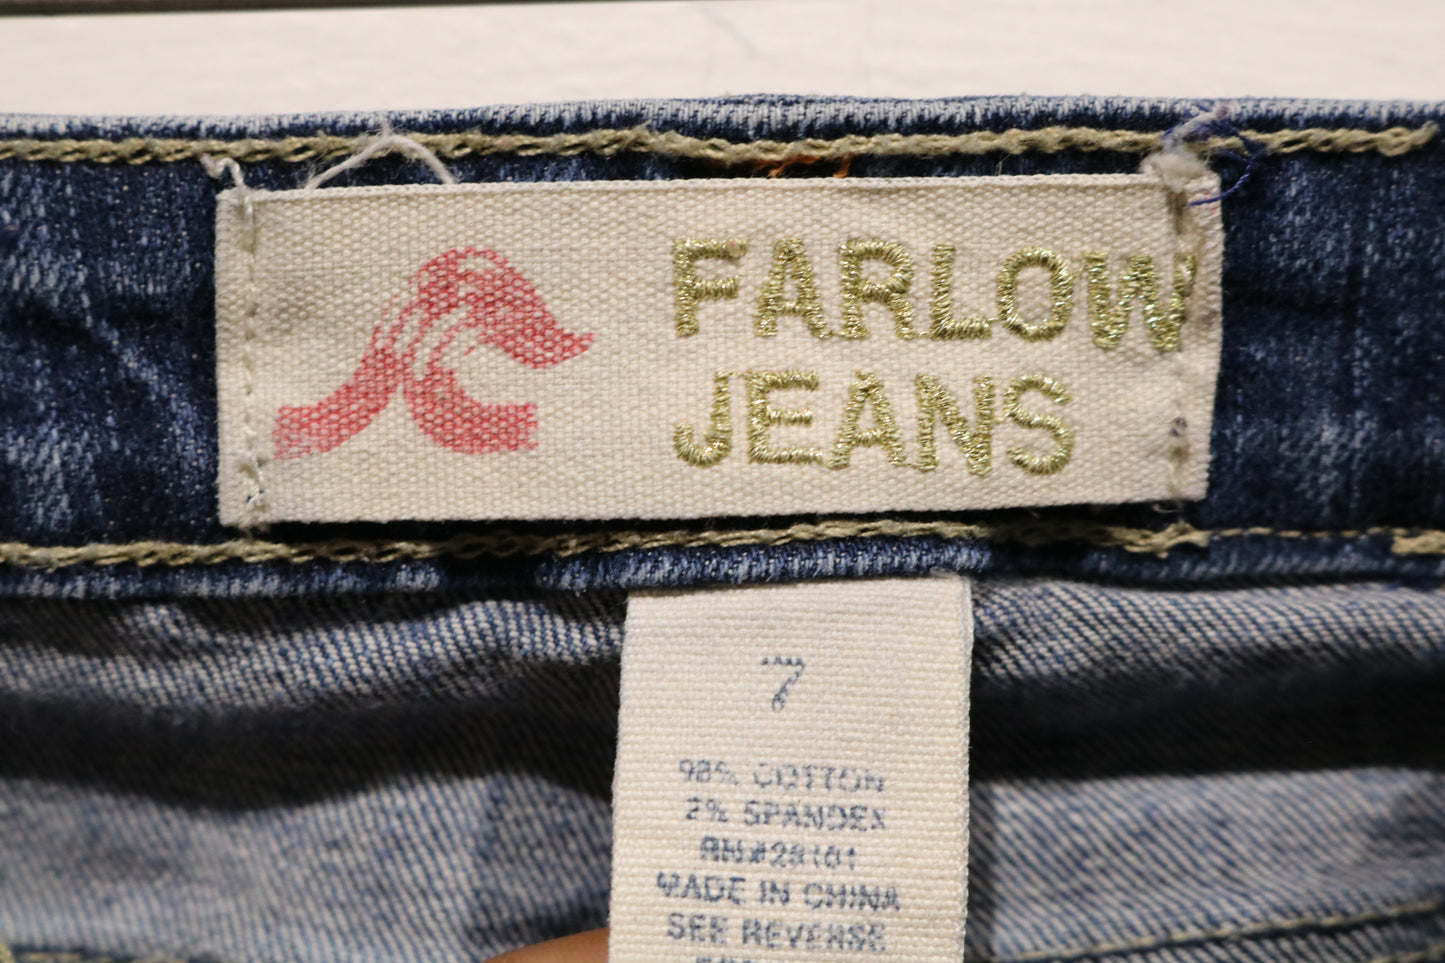 FARLOW
JEANS
7
98% COTTON
2% SPANDEX
RN#28101
MADE IN CHINA
SEE REVERSE